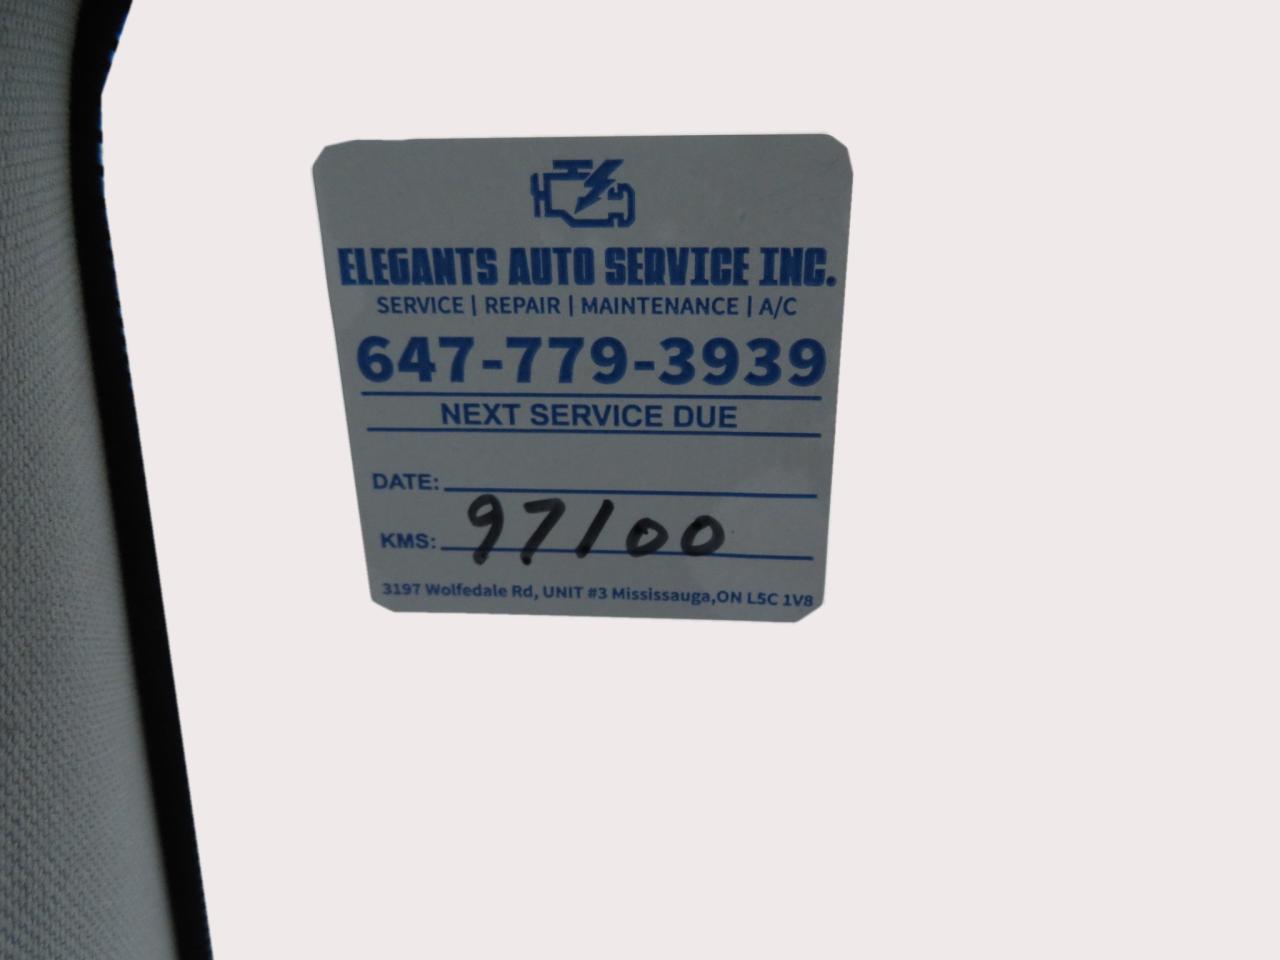 ELEGANTS AUTO SERVICE INC.
SERVICE | REPAIR | MAINTENANCE | A/C
647-779-3939
NEXT SERVICE DUE
DATE:
KMS: 97100
3197 Wolfedale Rd, UNIT #3 Mississauga,ON L5C 1V8